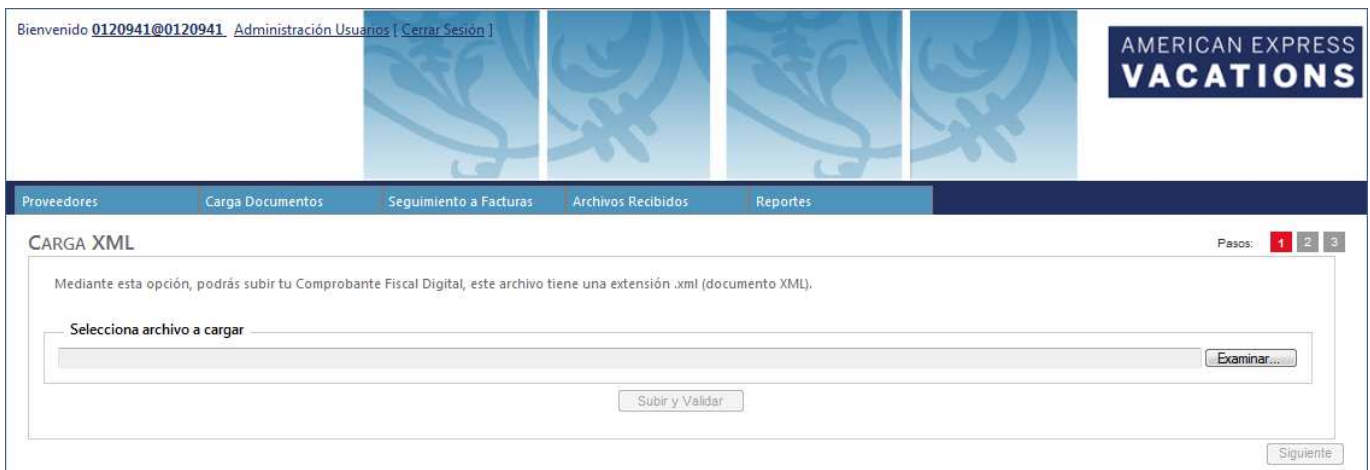 Bienvenido 0120941@0120941 Administración Usuarios [ Cerrar Sesión ]
AMERICAN EXPRESS
VACATIONS
Proveedores Carga Documentos Seguimiento a Facturas Archivos Recibidos Reportes
CARGA XML
Pasos: 1 2 3
Mediante esta opción, podrás subir tu Comprobante Fiscal Digital, este archivo tiene una extensión .xml (documento XML).
Selecciona archivo a cargar
Examinar...
Subir y Validar
Siguiente